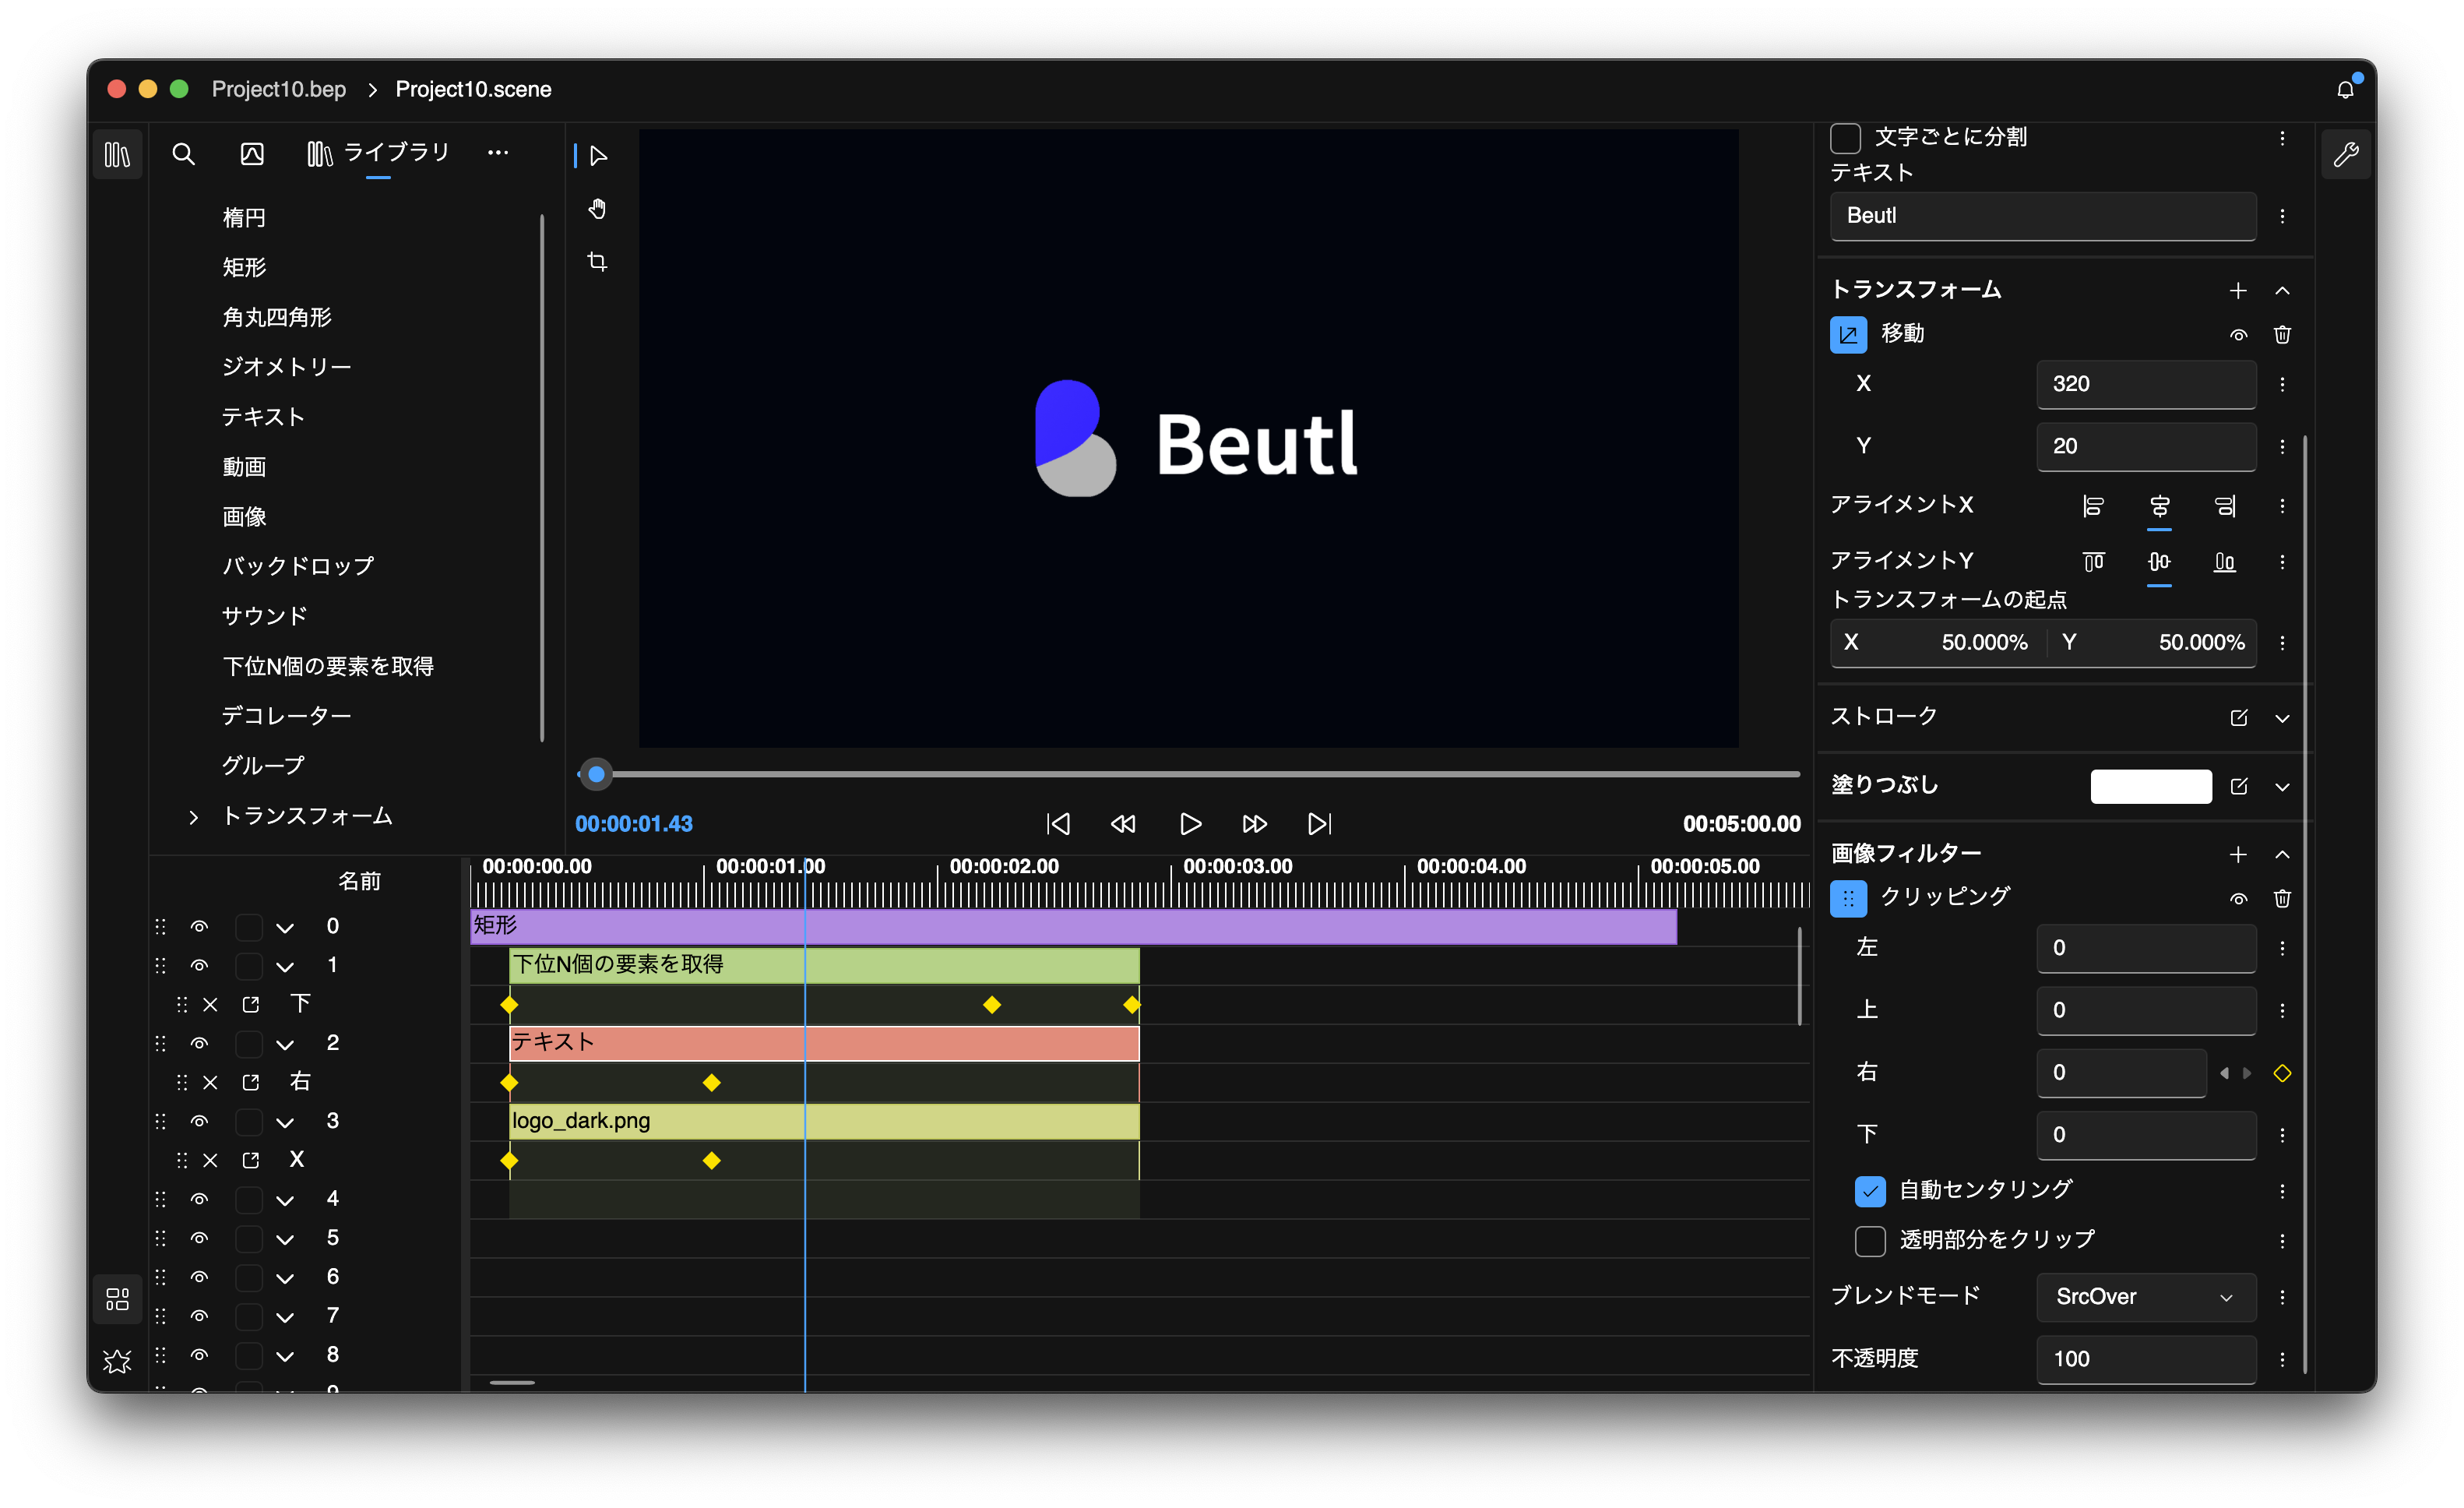 Project10.bep > Project10.scene
ライブラリ
楕円
矩形
角丸四角形
ジオメトリー
テキスト
動画
画像
バックドロップ
サウンド
下位N個の要素を取得
デコレーター
グループ
トランスフォーム
Beutl
00:00:01.43
00:05:00.00
文字ごとに分割
テキスト
Beutl
トランスフォーム
移動
X 320
Y 20
アライメントX
アライメントY
トランスフォームの起点
X 50.000% Y 50.000%
ストローク
塗りつぶし
画像フィルター
クリッピング
左 0
上 0
右 0
下 0
自動センタリング
透明部分をクリップ
ブレンドモード SrcOver
不透明度 100
名前
00:00:00.00 00:00:01.00 00:00:02.00 00:00:03.00 00:00:04.00 00:00:05.00
0 矩形
1 下位N個の要素を取得
下
2 テキスト
右
3 logo_dark.png
X
4
5
6
7
8
9